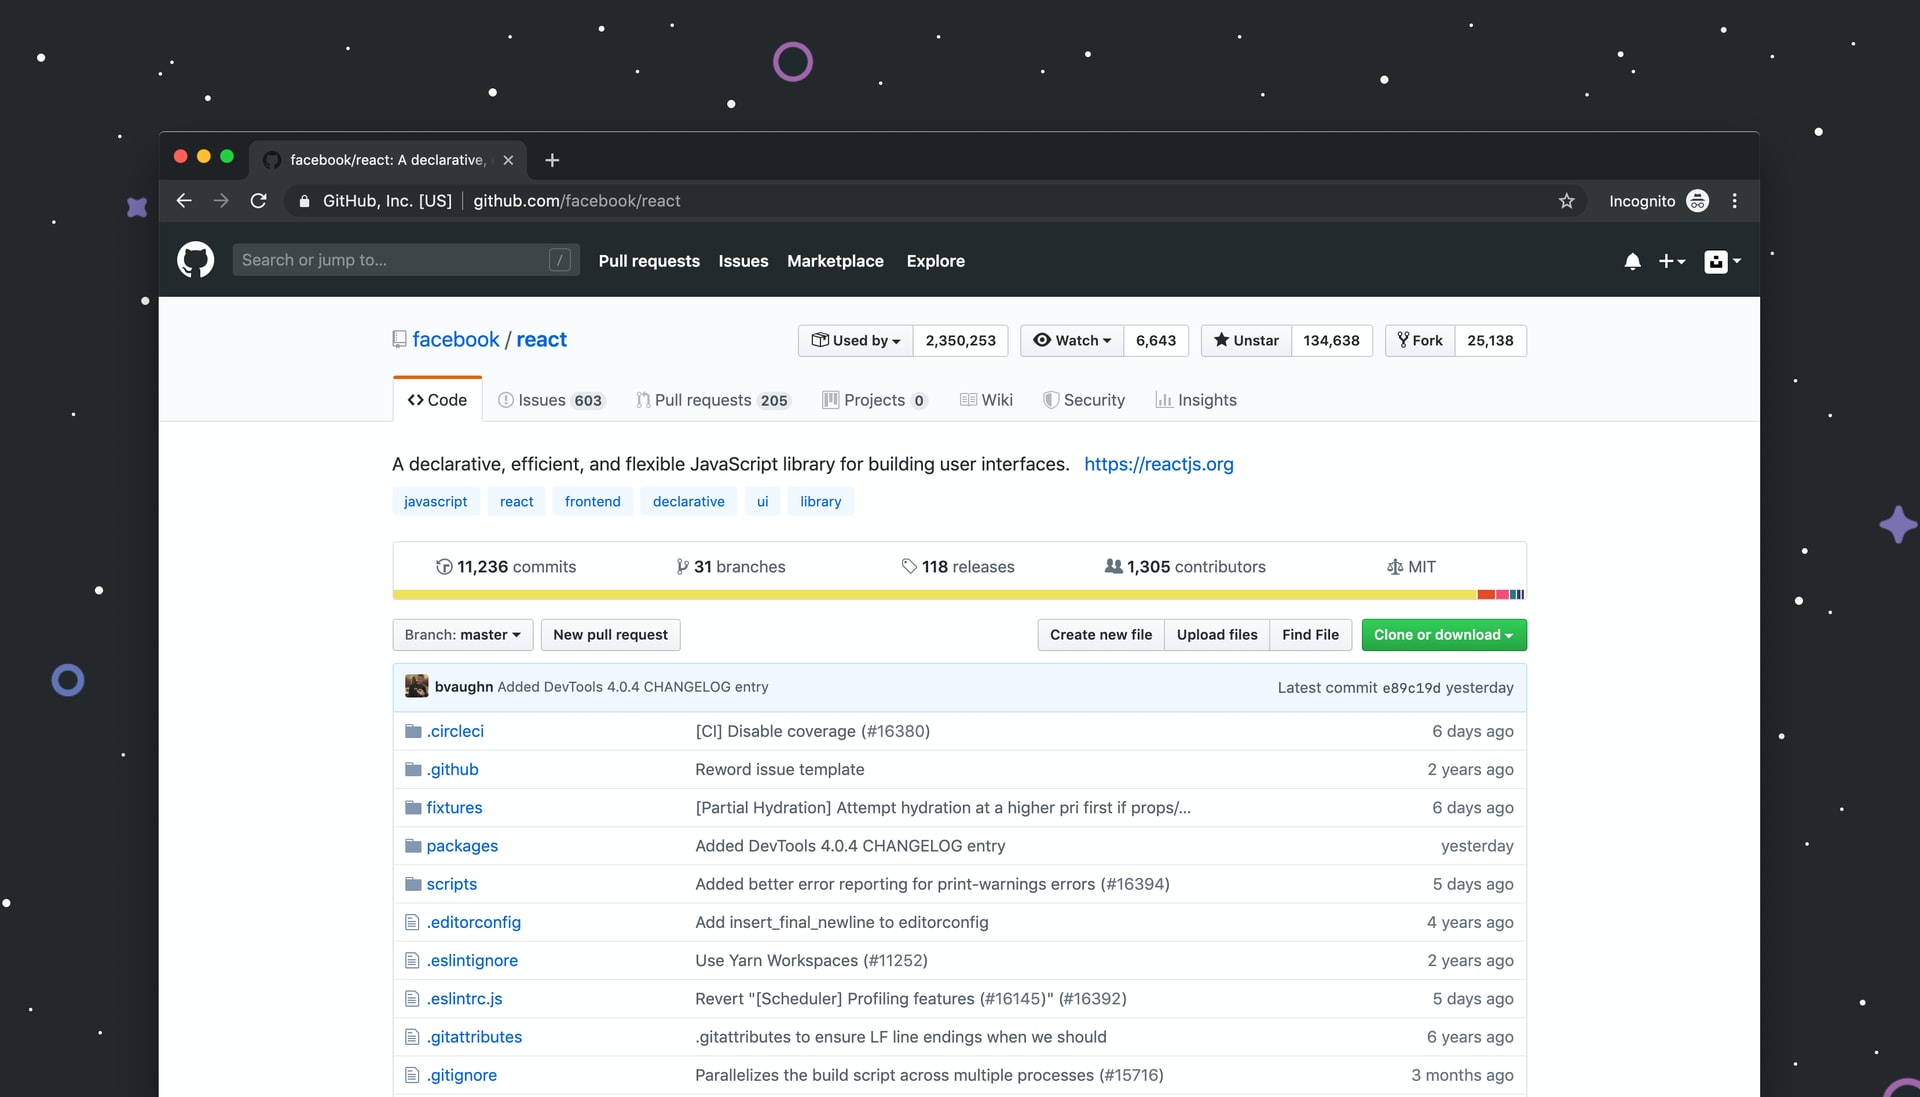 facebook/react: A declarative,
GitHub, Inc. [US] github.com/facebook/react Incognito
Search or jump to... / Pull requests Issues Marketplace Explore
facebook / react Used by 2,350,253 Watch 6,643 Unstar 134,638 Fork 25,138
Code Issues 603 Pull requests 205 Projects 0 Wiki Security Insights
A declarative, efficient, and flexible JavaScript library for building user interfaces. https://reactjs.org
javascript react frontend declarative ui library
11,236 commits 31 branches 118 releases 1,305 contributors MIT
Branch: master New pull request Create new file Upload files Find File Clone or download
bvaughn Added DevTools 4.0.4 CHANGELOG entry Latest commit e89c19d yesterday
.circleci [CI] Disable coverage (#16380) 6 days ago
.github Reword issue template 2 years ago
fixtures [Partial Hydration] Attempt hydration at a higher pri first if props/... 6 days ago
packages Added DevTools 4.0.4 CHANGELOG entry yesterday
scripts Added better error reporting for print-warnings errors (#16394) 5 days ago
.editorconfig Add insert_final_newline to editorconfig 4 years ago
.eslintignore Use Yarn Workspaces (#11252) 2 years ago
.eslintrc.js Revert "[Scheduler] Profiling features (#16145)" (#16392) 5 days ago
.gitattributes .gitattributes to ensure LF line endings when we should 6 years ago
.gitignore Parallelizes the build script across multiple processes (#15716) 3 months ago